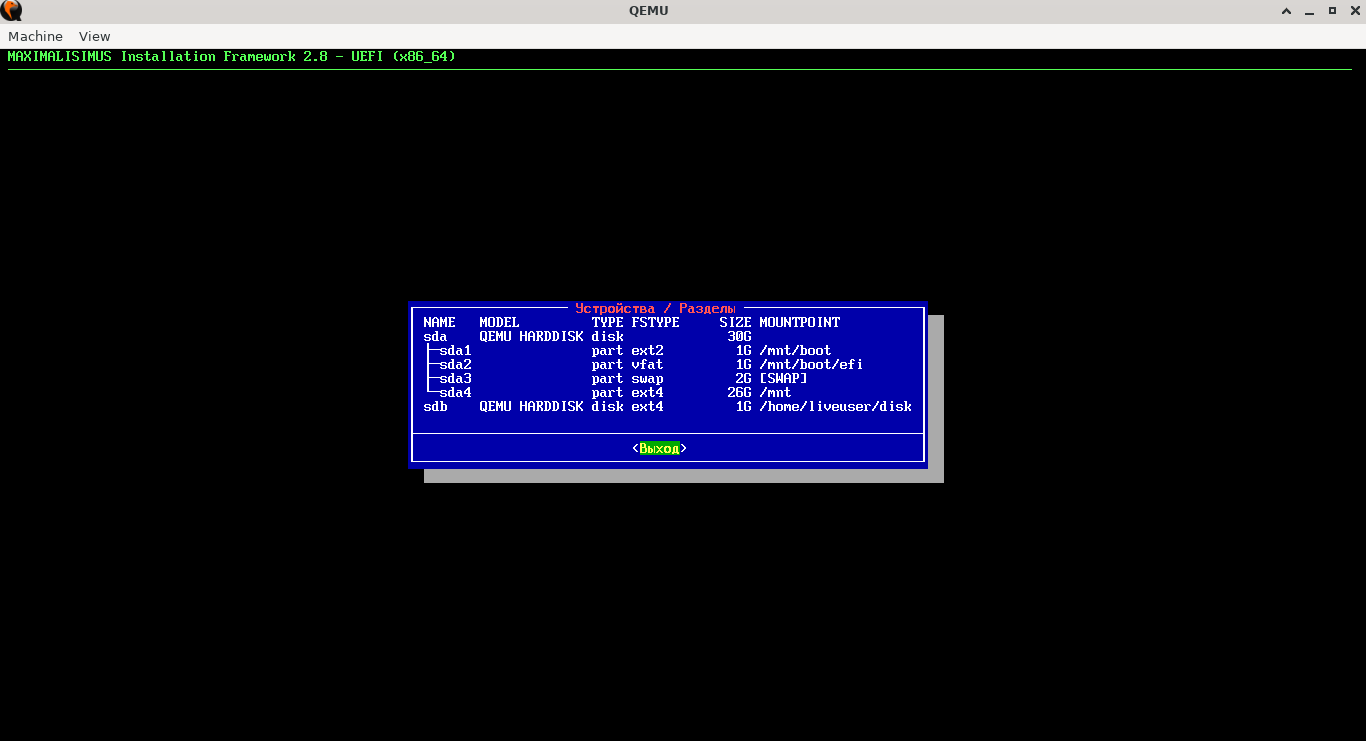 QEMU
Machine View
MAXIMALISIMUS Installation Framework 2.8 - UEFI (x86_64)
Устройства / Разделы
NAME MODEL TYPE FSTYPE SIZE MOUNTPOINT
sda QEMU HARDDISK disk 30G
├─sda1 part ext2 1G /mnt/boot
├─sda2 part vfat 1G /mnt/boot/efi
├─sda3 part swap 2G [SWAP]
└─sda4 part ext4 26G /mnt
sdb QEMU HARDDISK disk ext4 1G /home/liveuser/disk
<Выход>